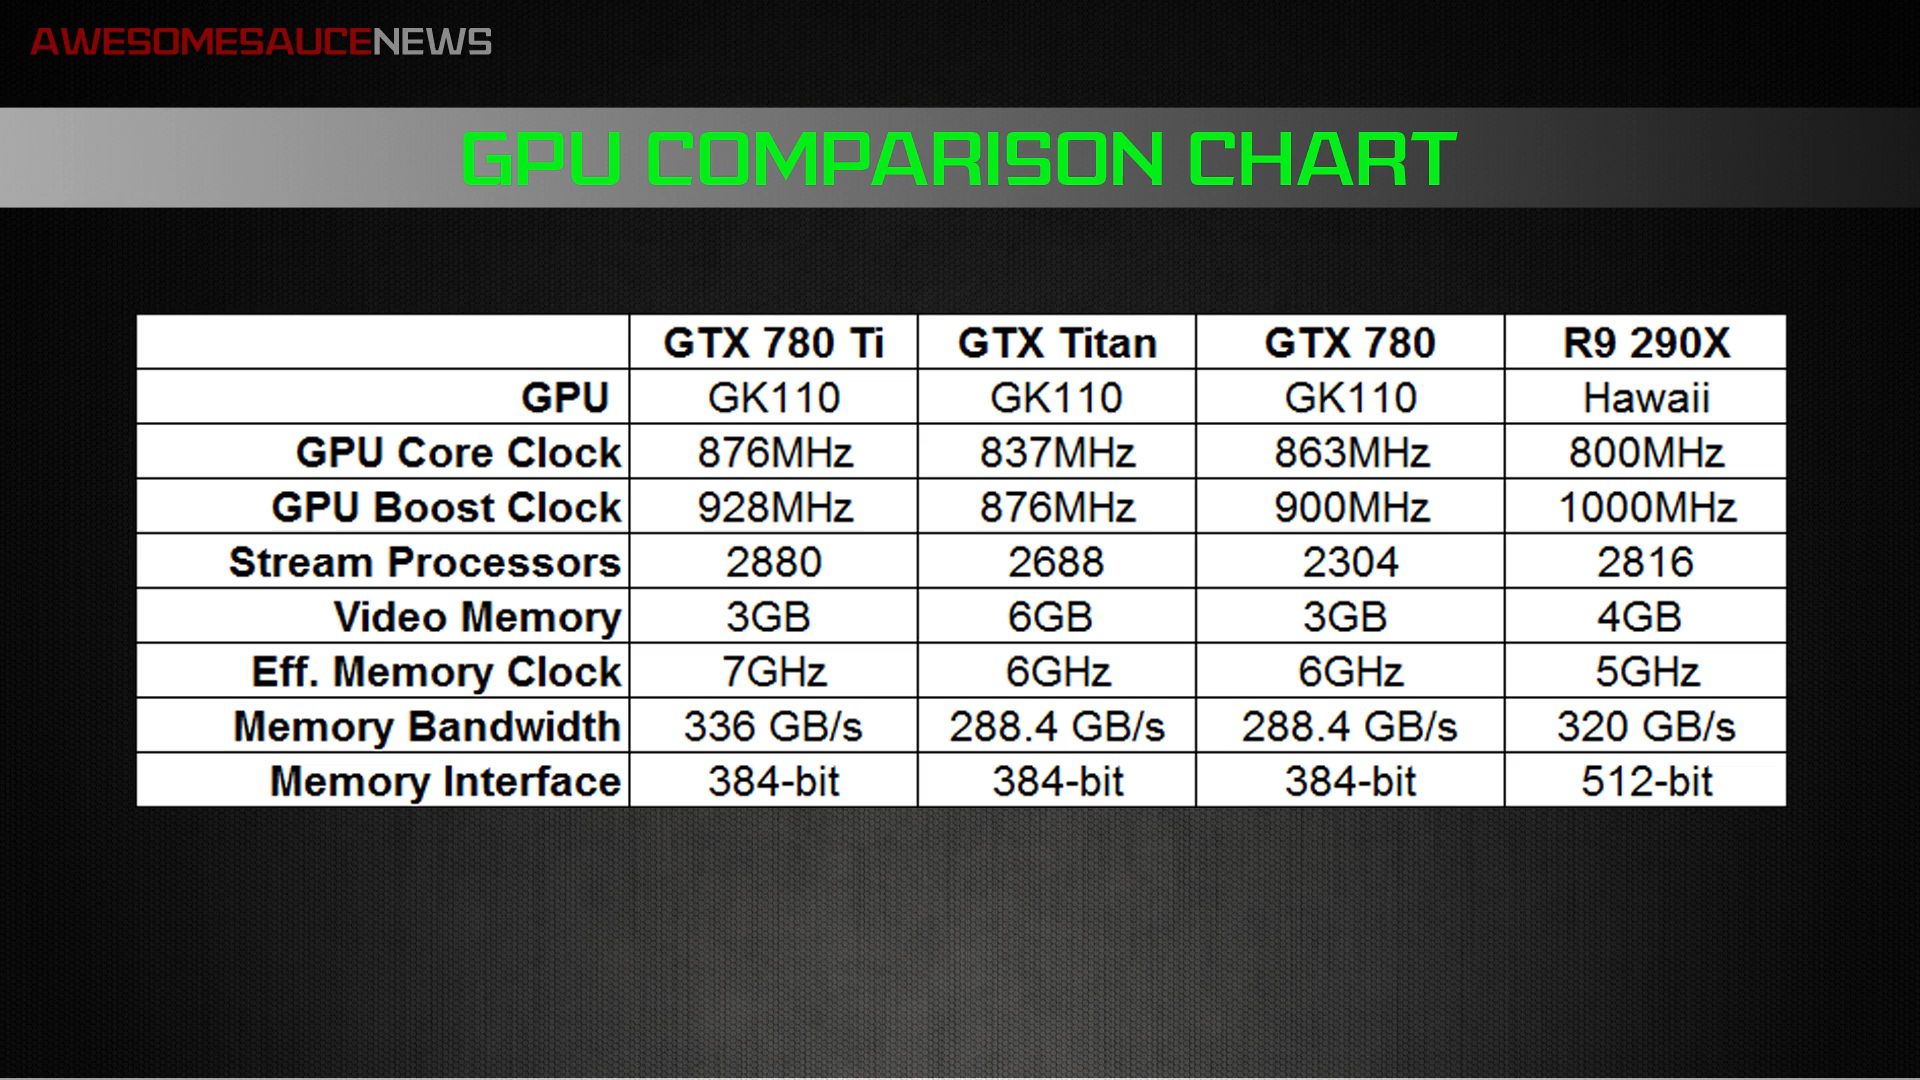 AWESOMESAUCENEWS
GPU COMPARISON CHART
GTX 780 Ti GTX Titan GTX 780 R9 290X
GPU GK110 GK110 GK110 Hawaii
GPU Core Clock 876MHz 837MHz 863MHz 800MHz
GPU Boost Clock 928MHz 876MHz 900MHz 1000MHz
Stream Processors 2880 2688 2304 2816
Video Memory 3GB 6GB 3GB 4GB
Eff. Memory Clock 7GHz 6GHz 6GHz 5GHz
Memory Bandwidth 336 GB/s 288.4 GB/s 288.4 GB/s 320 GB/s
Memory Interface 384-bit 384-bit 384-bit 512-bit